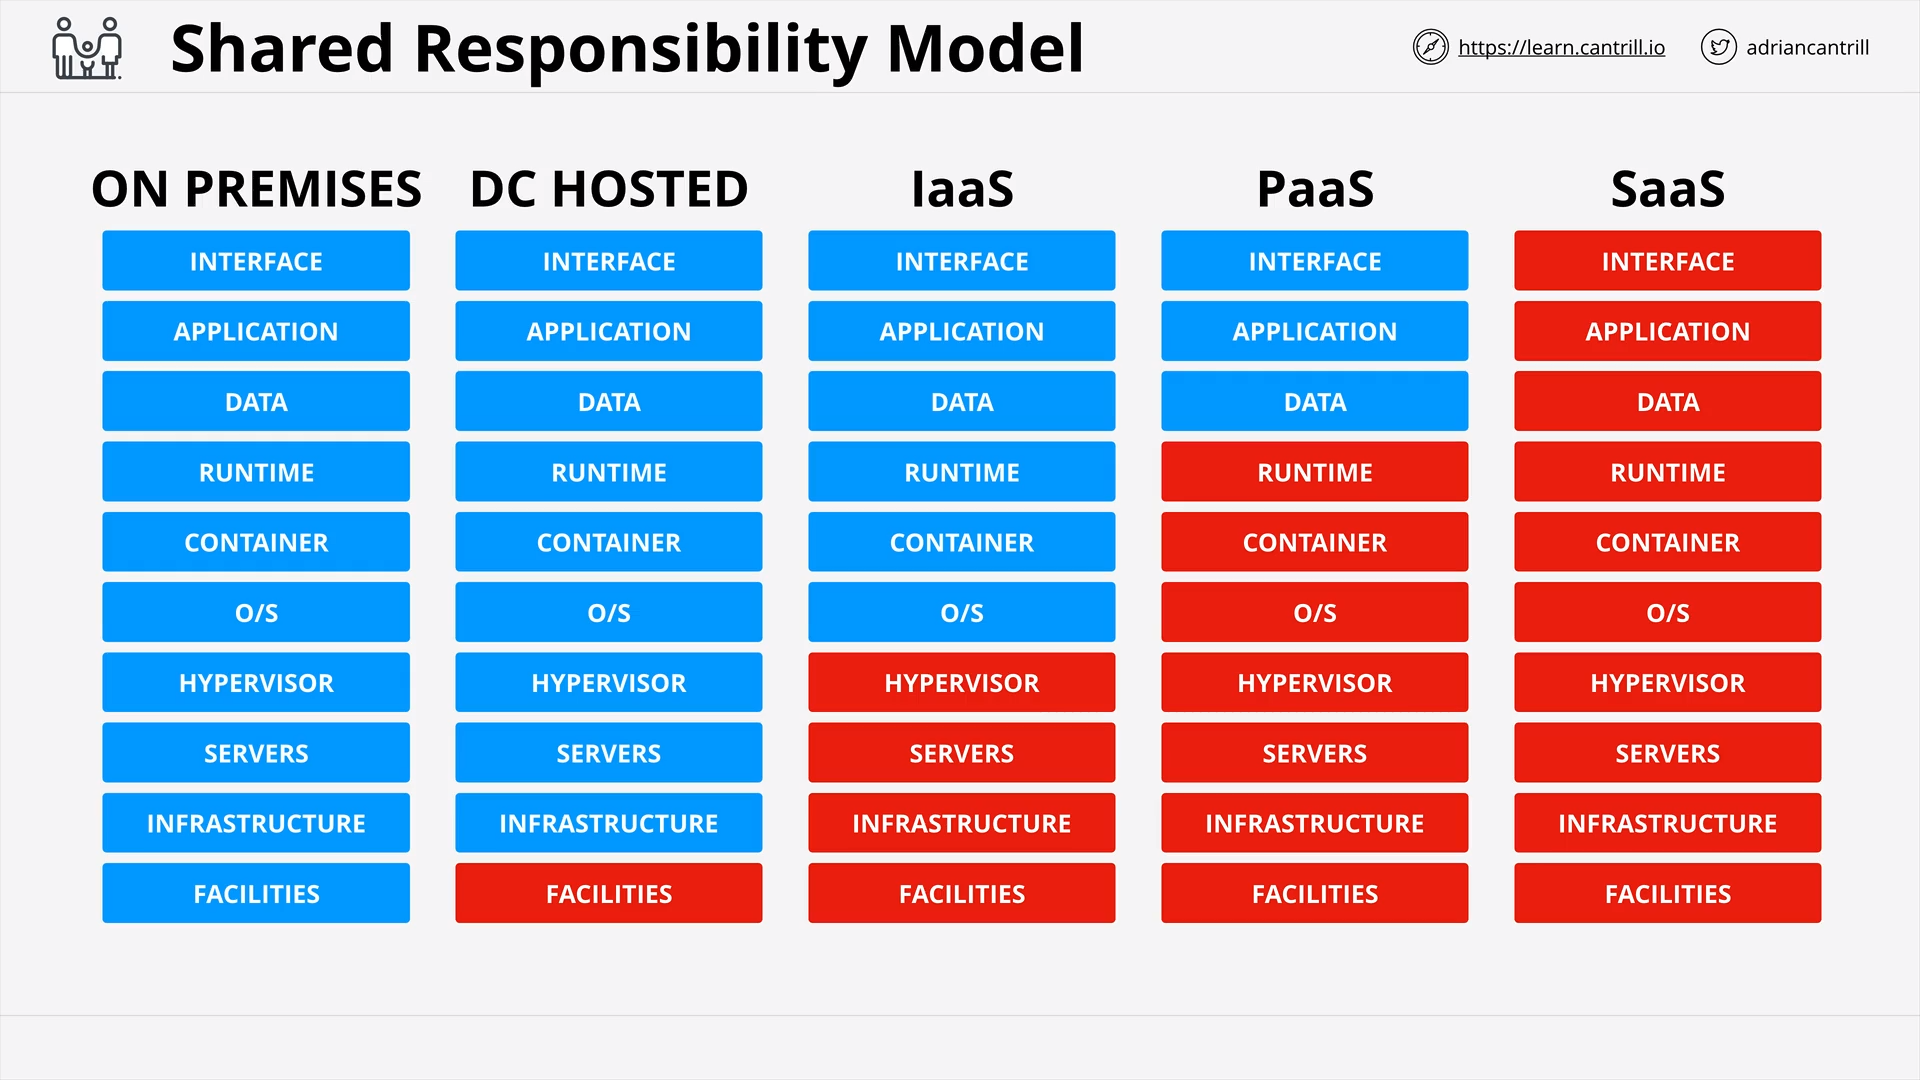 Shared Responsibility Model
https://learn.cantrill.io
adriancantrill
ON PREMISES
INTERFACE
APPLICATION
DATA
RUNTIME
CONTAINER
O/S
HYPERVISOR
SERVERS
INFRASTRUCTURE
FACILITIES
DC HOSTED
INTERFACE
APPLICATION
DATA
RUNTIME
CONTAINER
O/S
HYPERVISOR
SERVERS
INFRASTRUCTURE
FACILITIES
IaaS
INTERFACE
APPLICATION
DATA
RUNTIME
CONTAINER
O/S
HYPERVISOR
SERVERS
INFRASTRUCTURE
FACILITIES
PaaS
INTERFACE
APPLICATION
DATA
RUNTIME
CONTAINER
O/S
HYPERVISOR
SERVERS
INFRASTRUCTURE
FACILITIES
SaaS
INTERFACE
APPLICATION
DATA
RUNTIME
CONTAINER
O/S
HYPERVISOR
SERVERS
INFRASTRUCTURE
FACILITIES